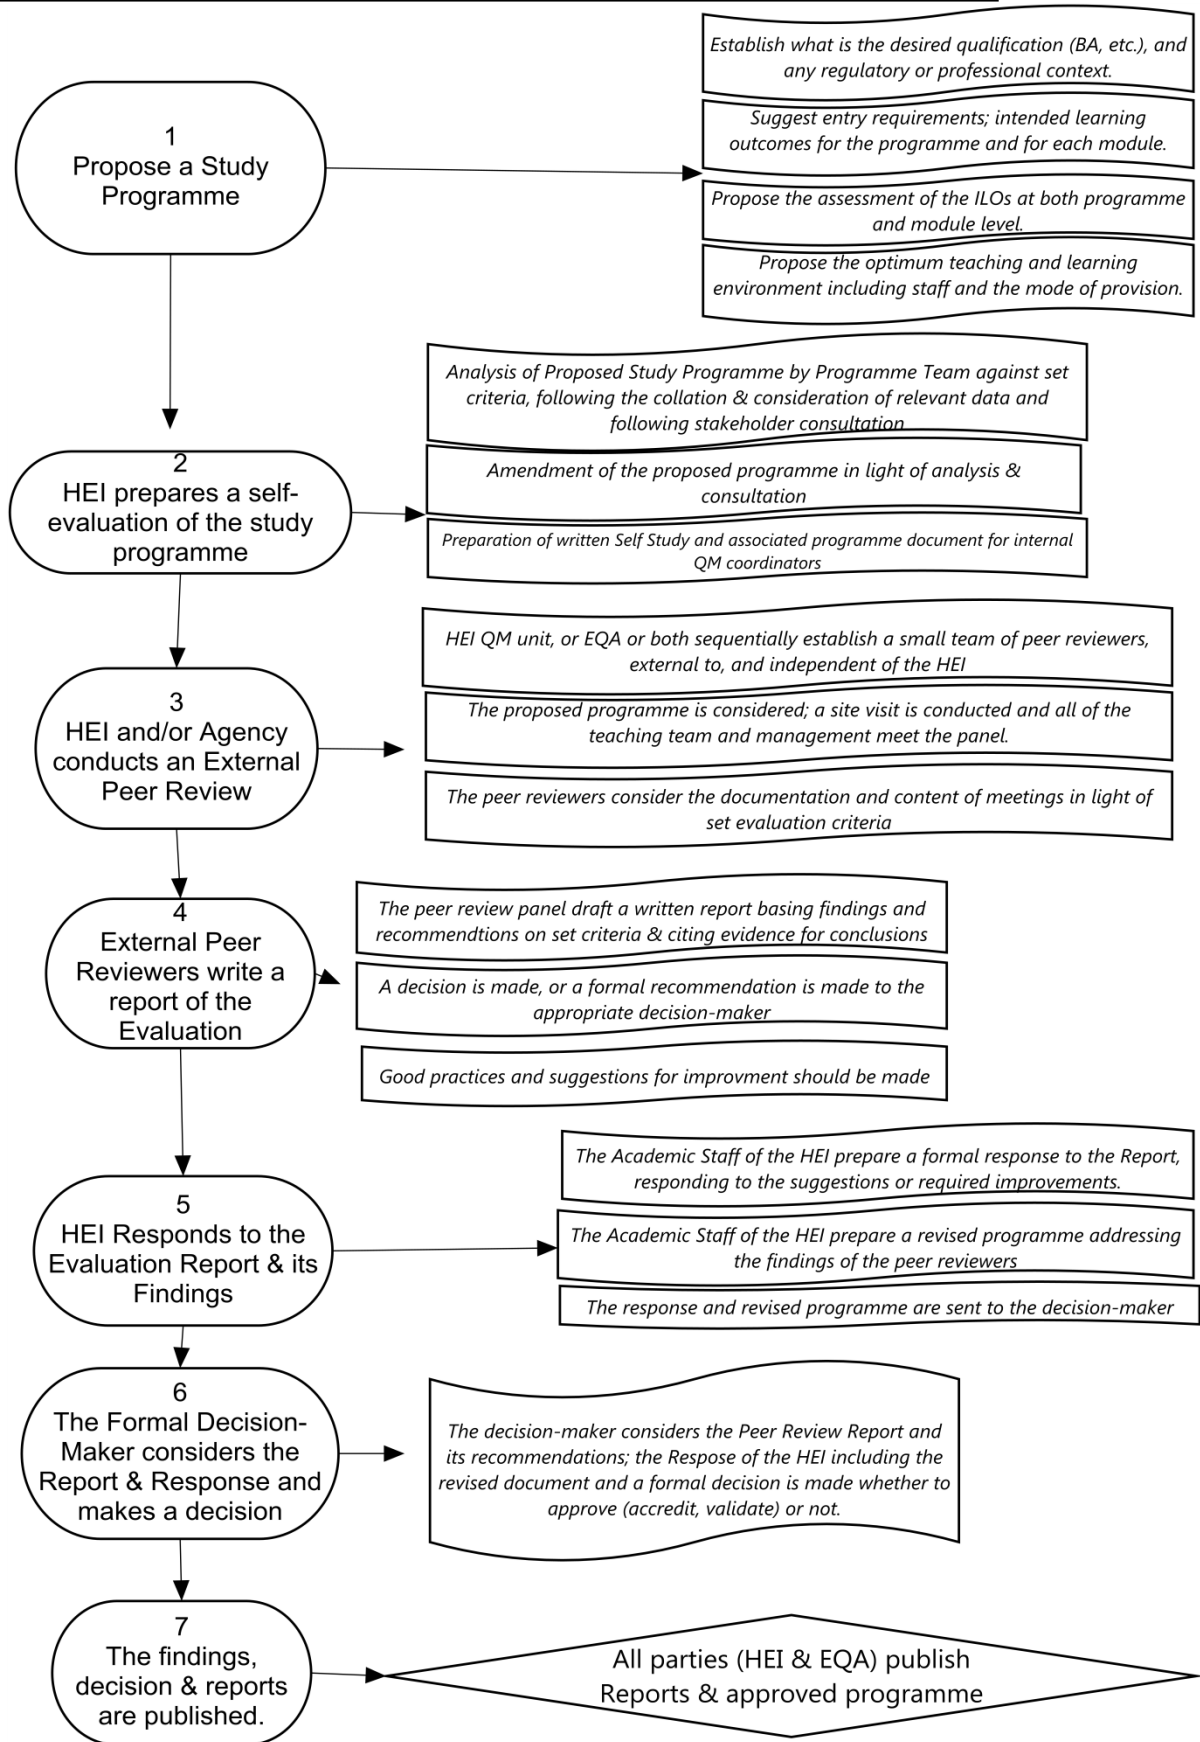 1
Propose a Study
Programme
Establish what is the desired qualification (BA, etc.), and
any regulatory or professional context.
Suggest entry requirements; intended learning
outcomes for the programme and for each module.
Propose the assessment of the ILOs at both programme
and module level.
Propose the optimum teaching and learning
environment including staff and the mode of provision.
2
HEI prepares a self-
evaluation of the study
programme
Analysis of Proposed Study Programme by Programme Team against set
criteria, following the collation & consideration of relevant data and
following stakeholder consultation
Amendment of the proposed programme in light of analysis &
consultation
Preparation of written Self Study and associated programme document for internal
QM coordinators
3
HEI and/or Agency
conducts an External
Peer Review
HEI QM unit, or EQA or both sequentially establish a small team of peer reviewers,
external to, and independent of the HEI
The proposed programme is considered; a site visit is conducted and all of the
teaching team and management meet the panel.
The peer reviewers consider the documentation and content of meetings in light of
set evaluation criteria
4
External Peer
Reviewers write a
report of the
Evaluation
The peer review panel draft a written report basing findings and
recommendtions on set criteria & citing evidence for conclusions
A decision is made, or a formal recommendation is made to the
appropriate decision-maker
Good practices and suggestions for improvment should be made
5
HEI Responds to the
Evaluation Report & its
Findings
The Academic Staff of the HEI prepare a formal response to the Report,
responding to the suggestions or required improvements.
The Academic Staff of the HEI prepare a revised programme addressing
the findings of the peer reviewers
The response and revised programme are sent to the decision-maker
6
The Formal Decision-
Maker considers the
Report & Response and
makes a decision
The decision-maker considers the Peer Review Report and
its recommendations; the Respose of the HEI including the
revised document and a formal decision is made whether to
approve (accredit, validate) or not.
7
The findings,
decision & reports
are published.
All parties (HEI & EQA) publish
Reports & approved programme